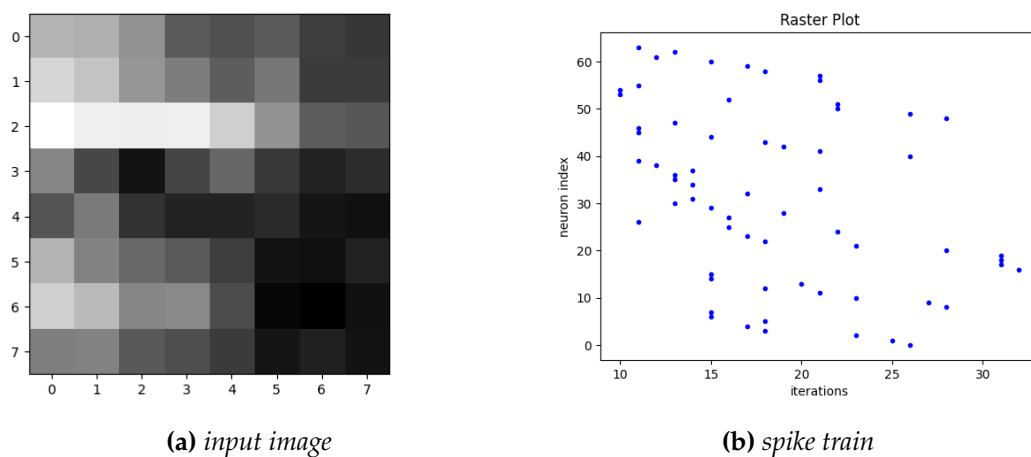 0
1
2
3
4
5
6
7
0 1 2 3 4 5 6 7
(a) input image
Raster Plot
neuron index
60
50
40
30
20
10
0
10 15 20 25 30
iterations
(b) spike train